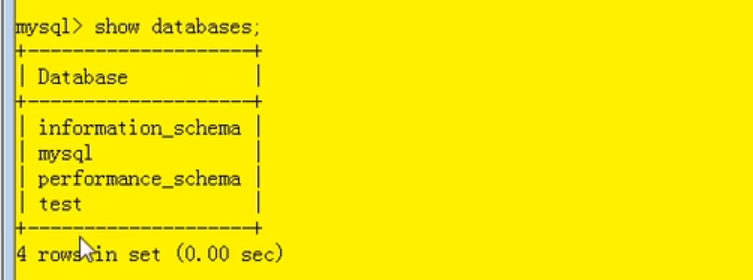 mysql> show databases;
+--------------------+
| Database           |
+--------------------+
| information_schema |
| mysql              |
| performance_schema |
| test               |
+--------------------+
4 rows in set (0.00 sec)